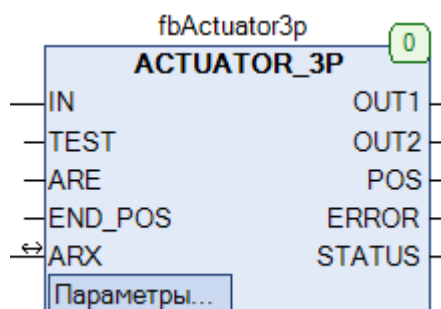 fbActuator3p
0
ACTUATOR_3P
IN OUT1
TEST OUT2
ARE POS
END_POS ERROR
ARX STATUS
Параметры...